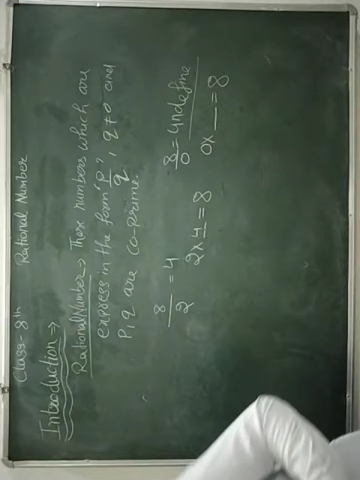 Class-8th Rational Number
Introduction ⇒
Rational Number ⇒ Those numbers which are
express in the form "P/q", q ≠ 0 and
P, q are co-prime.
8/2 = 4 8/0 = undefine
2 × 4 = 8 0 × __ = 8